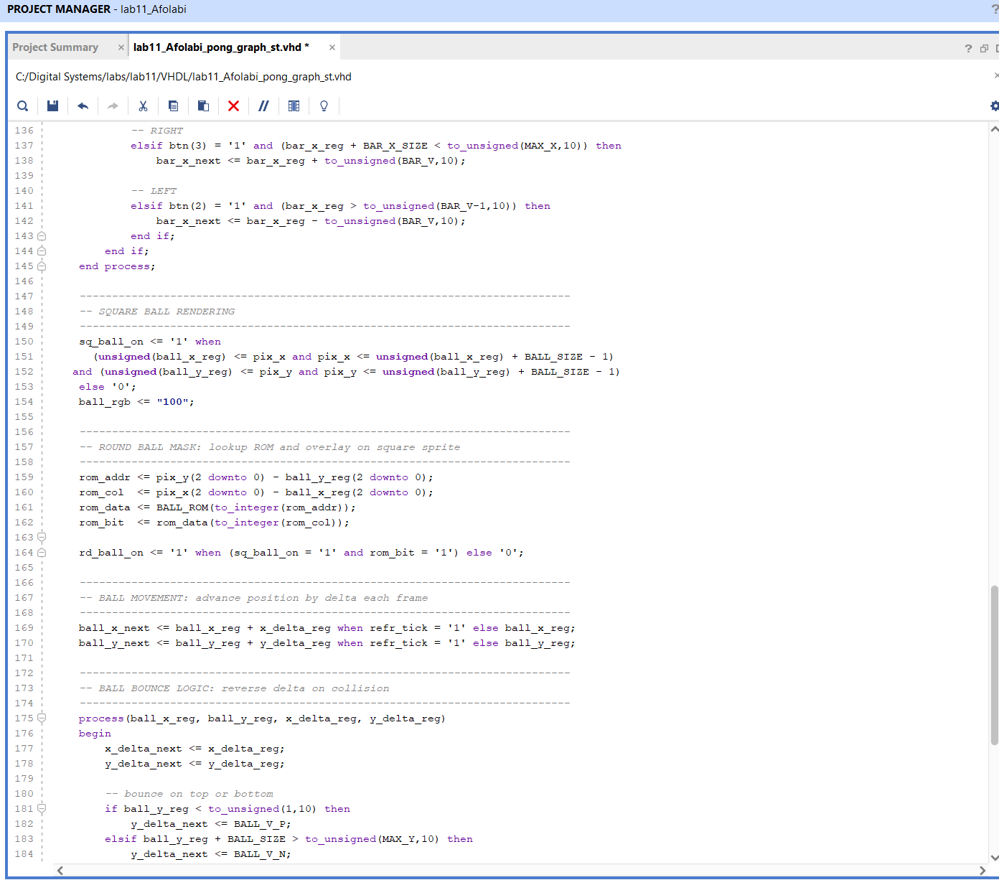 PROJECT MANAGER - lab11_Afolabi
?
Project Summary × lab11_Afolabi_pong_graph_st.vhd * ×
?
C:/Digital Systems/labs/lab11/VHDL/lab11_Afolabi_pong_graph_st.vhd
×
136 -- RIGHT
137 elsif btn(3) = '1' and (bar_x_reg + BAR_X_SIZE < to_unsigned(MAX_X,10)) then
138 bar_x_next <= bar_x_reg + to_unsigned(BAR_V,10);
139
140 -- LEFT
141 elsif btn(2) = '1' and (bar_x_reg > to_unsigned(BAR_V-1,10)) then
142 bar_x_next <= bar_x_reg - to_unsigned(BAR_V,10);
143 end if;
144 end if;
145 end process;
146
147 ----------------------------------------------------------------------------
148 -- SQUARE BALL RENDERING
149 ----------------------------------------------------------------------------
150 sq_ball_on <= '1' when
151 (unsigned(ball_x_reg) <= pix_x and pix_x <= unsigned(ball_x_reg) + BALL_SIZE - 1)
152 and (unsigned(ball_y_reg) <= pix_y and pix_y <= unsigned(ball_y_reg) + BALL_SIZE - 1)
153 else '0';
154 ball_rgb <= "100";
155
156 ----------------------------------------------------------------------------
157 -- ROUND BALL MASK: lookup ROM and overlay on square sprite
158 ----------------------------------------------------------------------------
159 rom_addr <= pix_y(2 downto 0) - ball_y_reg(2 downto 0);
160 rom_col <= pix_x(2 downto 0) - ball_x_reg(2 downto 0);
161 rom_data <= BALL_ROM(to_integer(rom_addr));
162 rom_bit <= rom_data(to_integer(rom_col));
163
164 rd_ball_on <= '1' when (sq_ball_on = '1' and rom_bit = '1') else '0';
165
166 ----------------------------------------------------------------------------
167 -- BALL MOVEMENT: advance position by delta each frame
168 ----------------------------------------------------------------------------
169 ball_x_next <= ball_x_reg + x_delta_reg when refr_tick = '1' else ball_x_reg;
170 ball_y_next <= ball_y_reg + y_delta_reg when refr_tick = '1' else ball_y_reg;
171
172 ----------------------------------------------------------------------------
173 -- BALL BOUNCE LOGIC: reverse delta on collision
174 ----------------------------------------------------------------------------
175 process(ball_x_reg, ball_y_reg, x_delta_reg, y_delta_reg)
176 begin
177 x_delta_next <= x_delta_reg;
178 y_delta_next <= y_delta_reg;
179
180 -- bounce on top or bottom
181 if ball_y_reg < to_unsigned(1,10) then
182 y_delta_next <= BALL_V_P;
183 elsif ball_y_reg + BALL_SIZE > to_unsigned(MAX_Y,10) then
184 y_delta_next <= BALL_V_N;